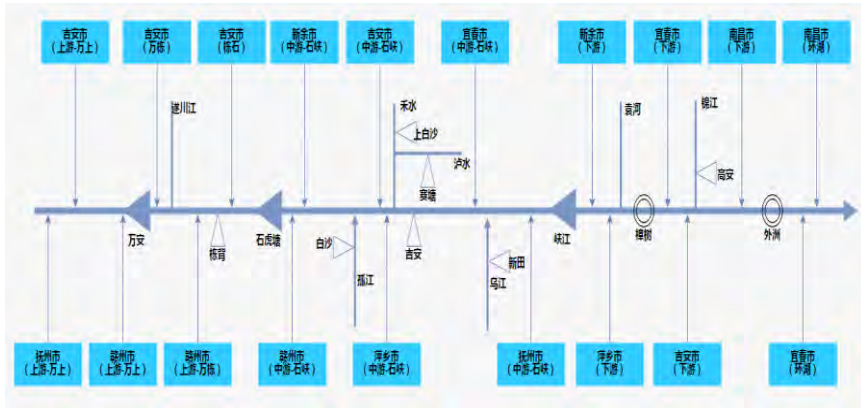 吉安市
（上游-万上）
吉安市
（万栋）
吉安市
（栋石）
新余市
（中游-石峡）
吉安市
（中游-石峡）
宜春市
（中游-石峡）
新余市
（下游）
宜春市
（下游）
南昌市
（下游）
南昌市
（环湖）
遂川江
禾水
上白沙
泸水
赛塘
袁河
锦江
高安
万安
栋背
石虎塘
白沙
孤江
吉安
新田
乌江
峡江
樟树
外洲
抚州市
（上游-万上）
赣州市
（上游-万上）
赣州市
（上游-万栋）
赣州市
（中游-石峡）
萍乡市
（中游-石峡）
抚州市
（中游-石峡）
萍乡市
（下游）
吉安市
（下游）
宜春市
（环湖）